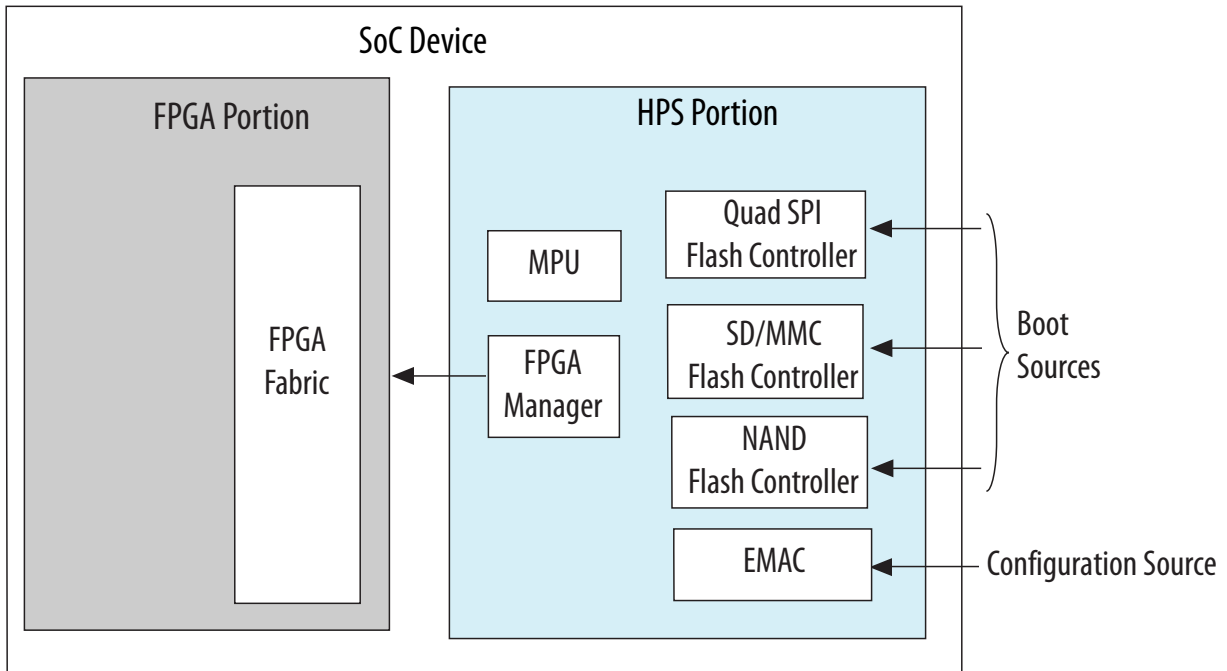 SoC Device
FPGA Portion
FPGA
Fabric
HPS Portion
MPU
FPGA
Manager
Quad SPI
Flash Controller
SD/MMC
Flash Controller
NAND
Flash Controller
EMAC
Boot
Sources
Configuration Source